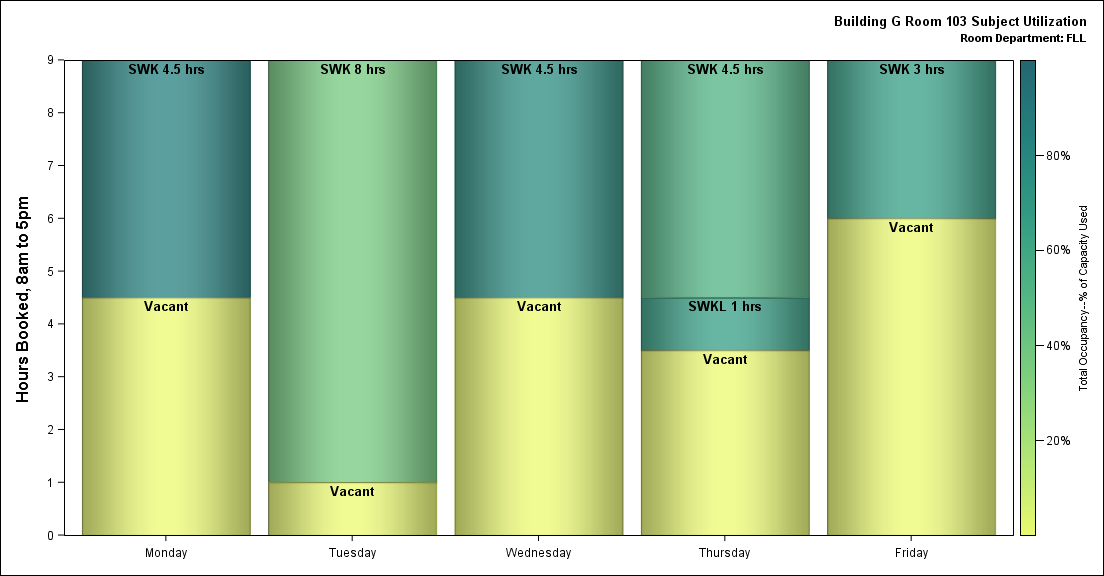 Building G Room 103 Subject Utilization
Room Department: FLL
Hours Booked, 8am to 5pm
9
8
7
6
5
4
3
2
1
0
SWK 4.5 hrs
Vacant
SWK 8 hrs
Vacant
SWK 4.5 hrs
Vacant
SWK 4.5 hrs
SWKL 1 hrs
Vacant
SWK 3 hrs
Vacant
Monday
Tuesday
Wednesday
Thursday
Friday
80%
60%
40%
20%
Total Occupancy--% of Capacity Used